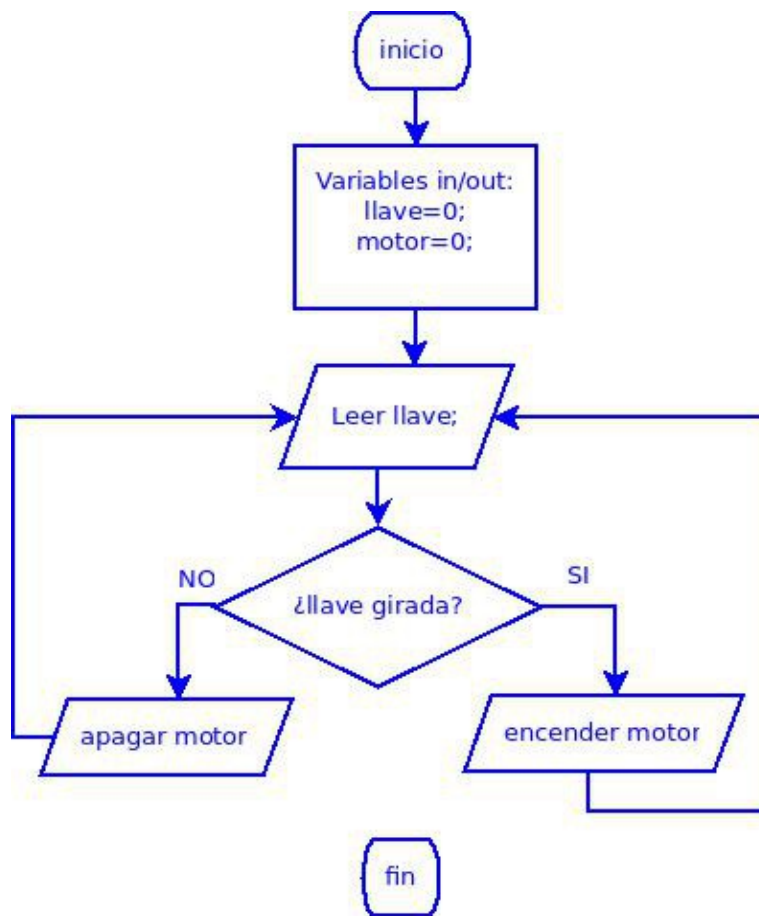 inicio
Variables in/out:
llave=0;
motor=0;
Leer llave;
¿llave girada?
NO
SI
apagar motor
encender motor
fin